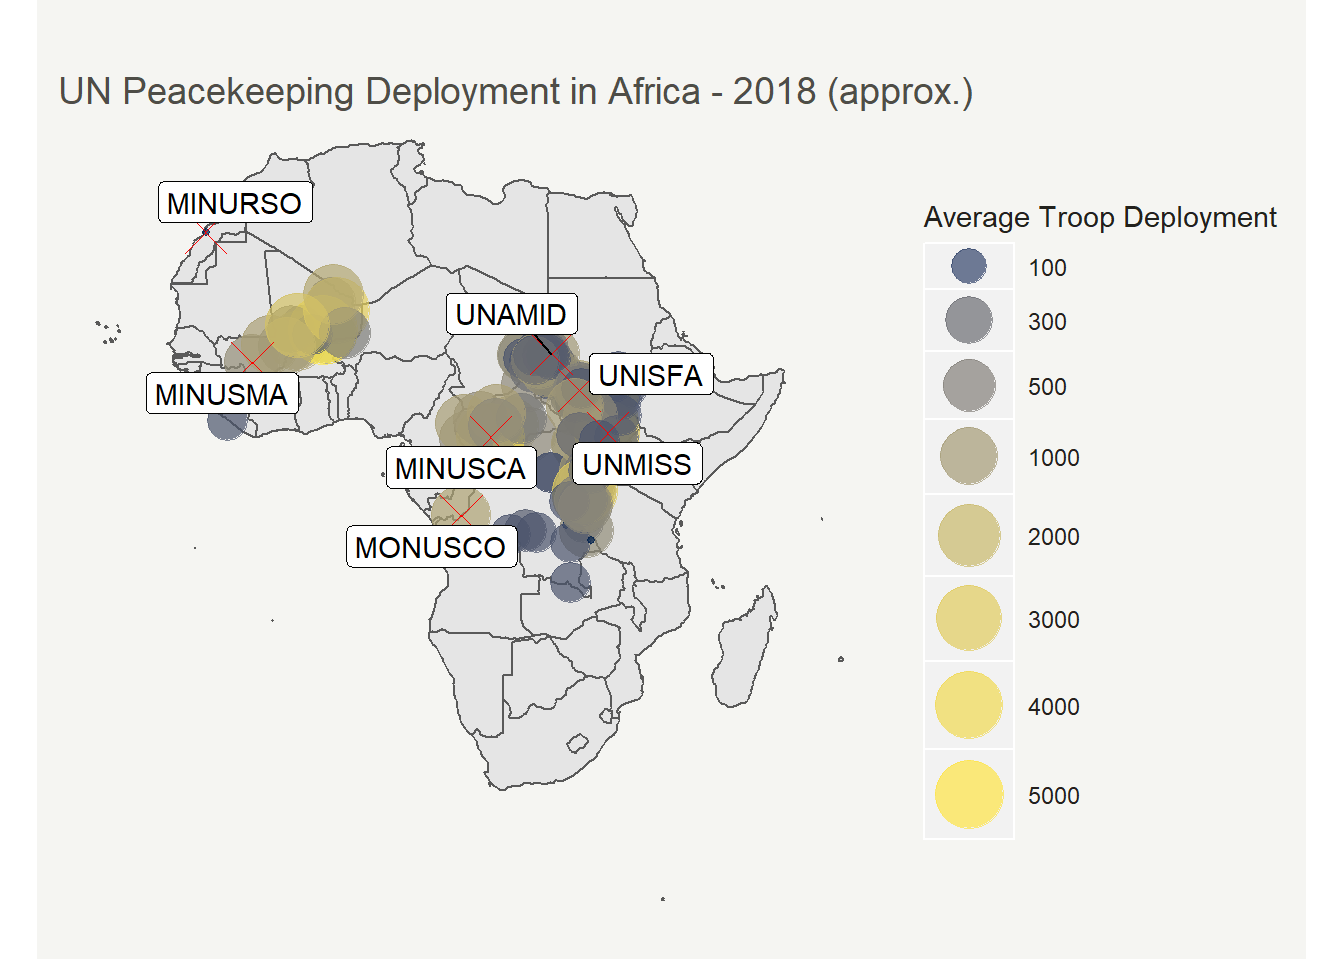 UN Peacekeeping Deployment in Africa - 2018 (approx.)
MINURSO
UNAMID
UNISFA
MINUSMA
MINUSCA
UNMISS
MONUSCO
Average Troop Deployment
100
300
500
1000
2000
3000
4000
5000